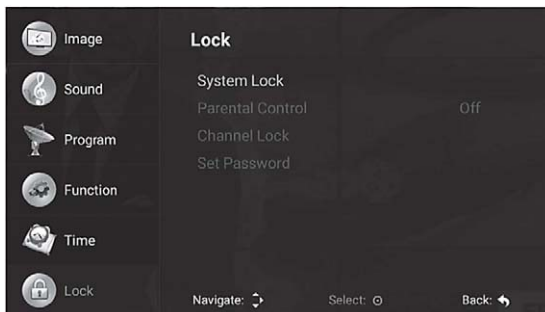 Image
Sound
Program
Function
Time
Lock
Lock
System Lock
Parental Control Off
Channel Lock
Set Password
Navigate: Select: Back: